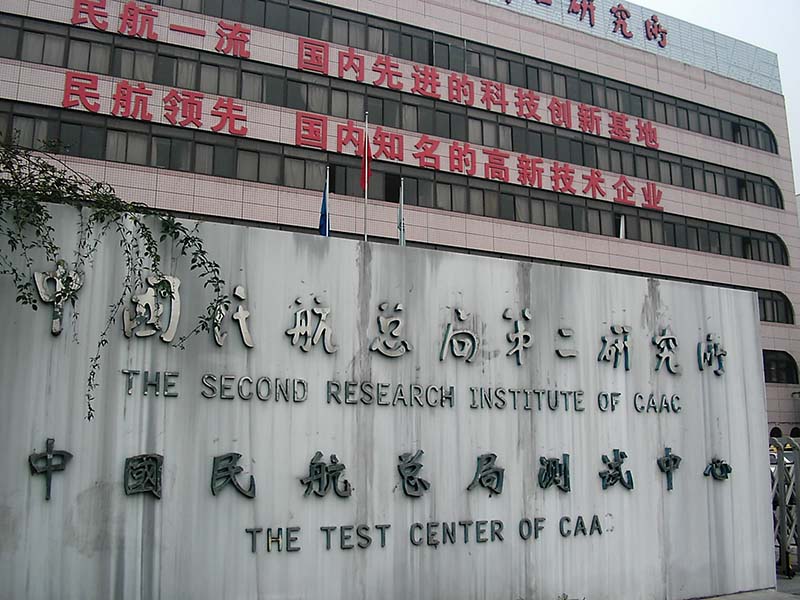 研究所
民航一流 国内先进的科技创新基地
民航领先 国内知名的高新技术企业
中国民航总局第二研究所
THE SECOND RESEARCH INSTITUTE OF CAAC
中国民航总局测试中心
THE TEST CENTER OF CAA